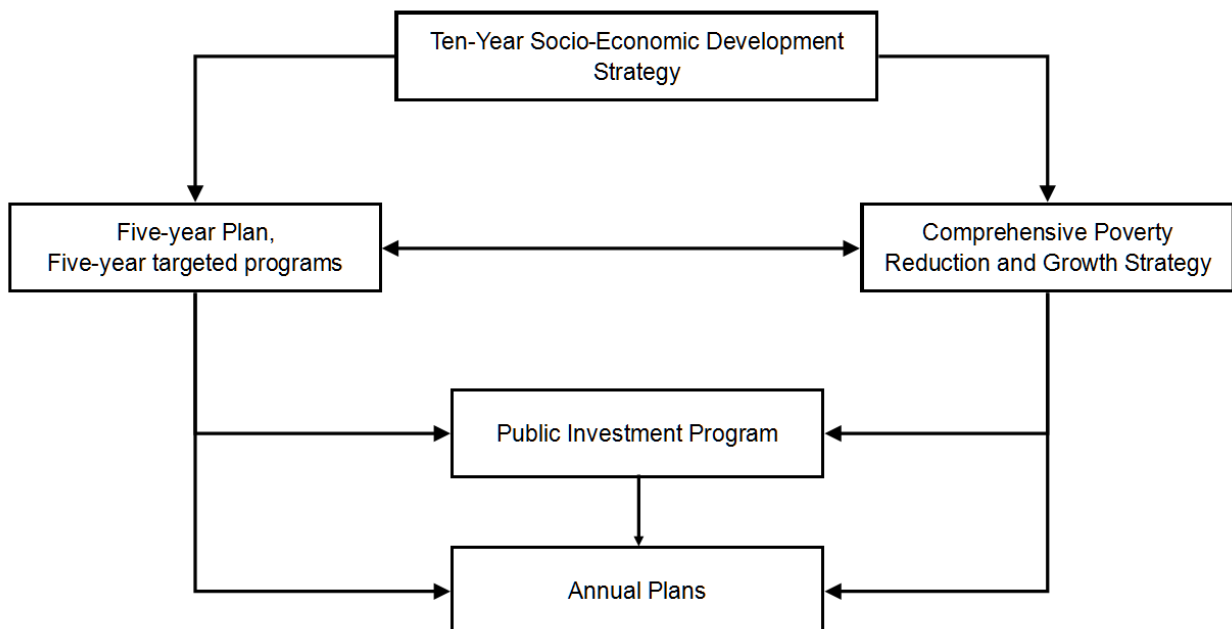 Ten-Year Socio-Economic Development
Strategy
Five-year Plan,
Five-year targeted programs
Comprehensive Poverty
Reduction and Growth Strategy
Public Investment Program
Annual Plans